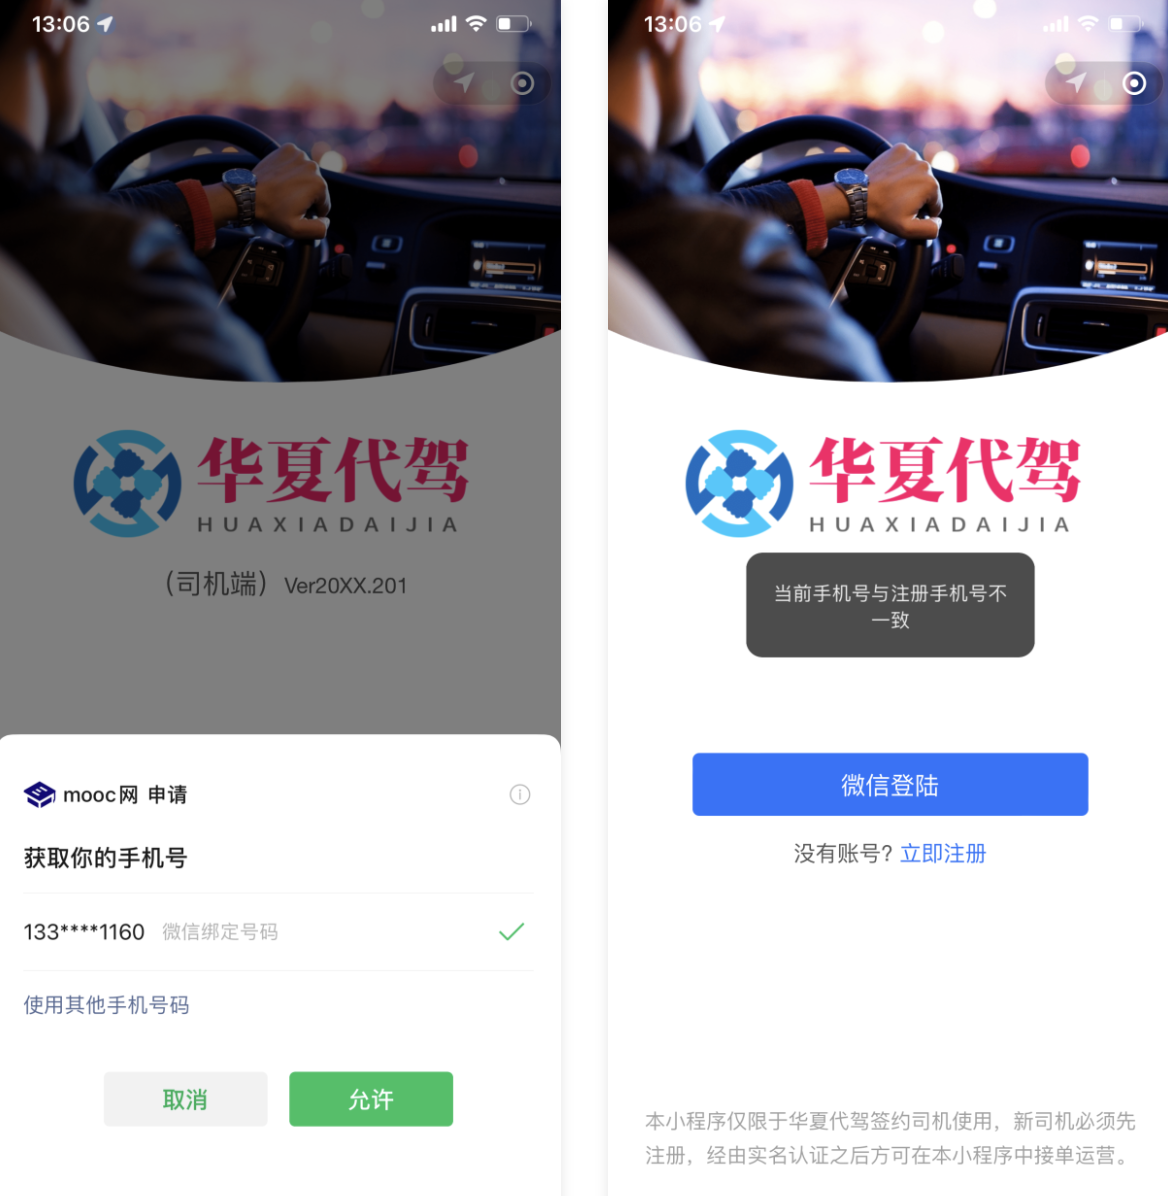 13:06
华夏代驾
HUAXIADAIJIA
（司机端） Ver20XX.201
mooc网 申请
获取你的手机号
133****1160 微信绑定号码
使用其他手机号码
取消 允许
13:06
华夏代驾
HUAXIADAIJIA
当前手机号与注册手机号不
一致
微信登陆
没有账号? 立即注册
本小程序仅限于华夏代驾签约司机使用，新司机必须先
注册，经由实名认证之后方可在本小程序中接单运营。